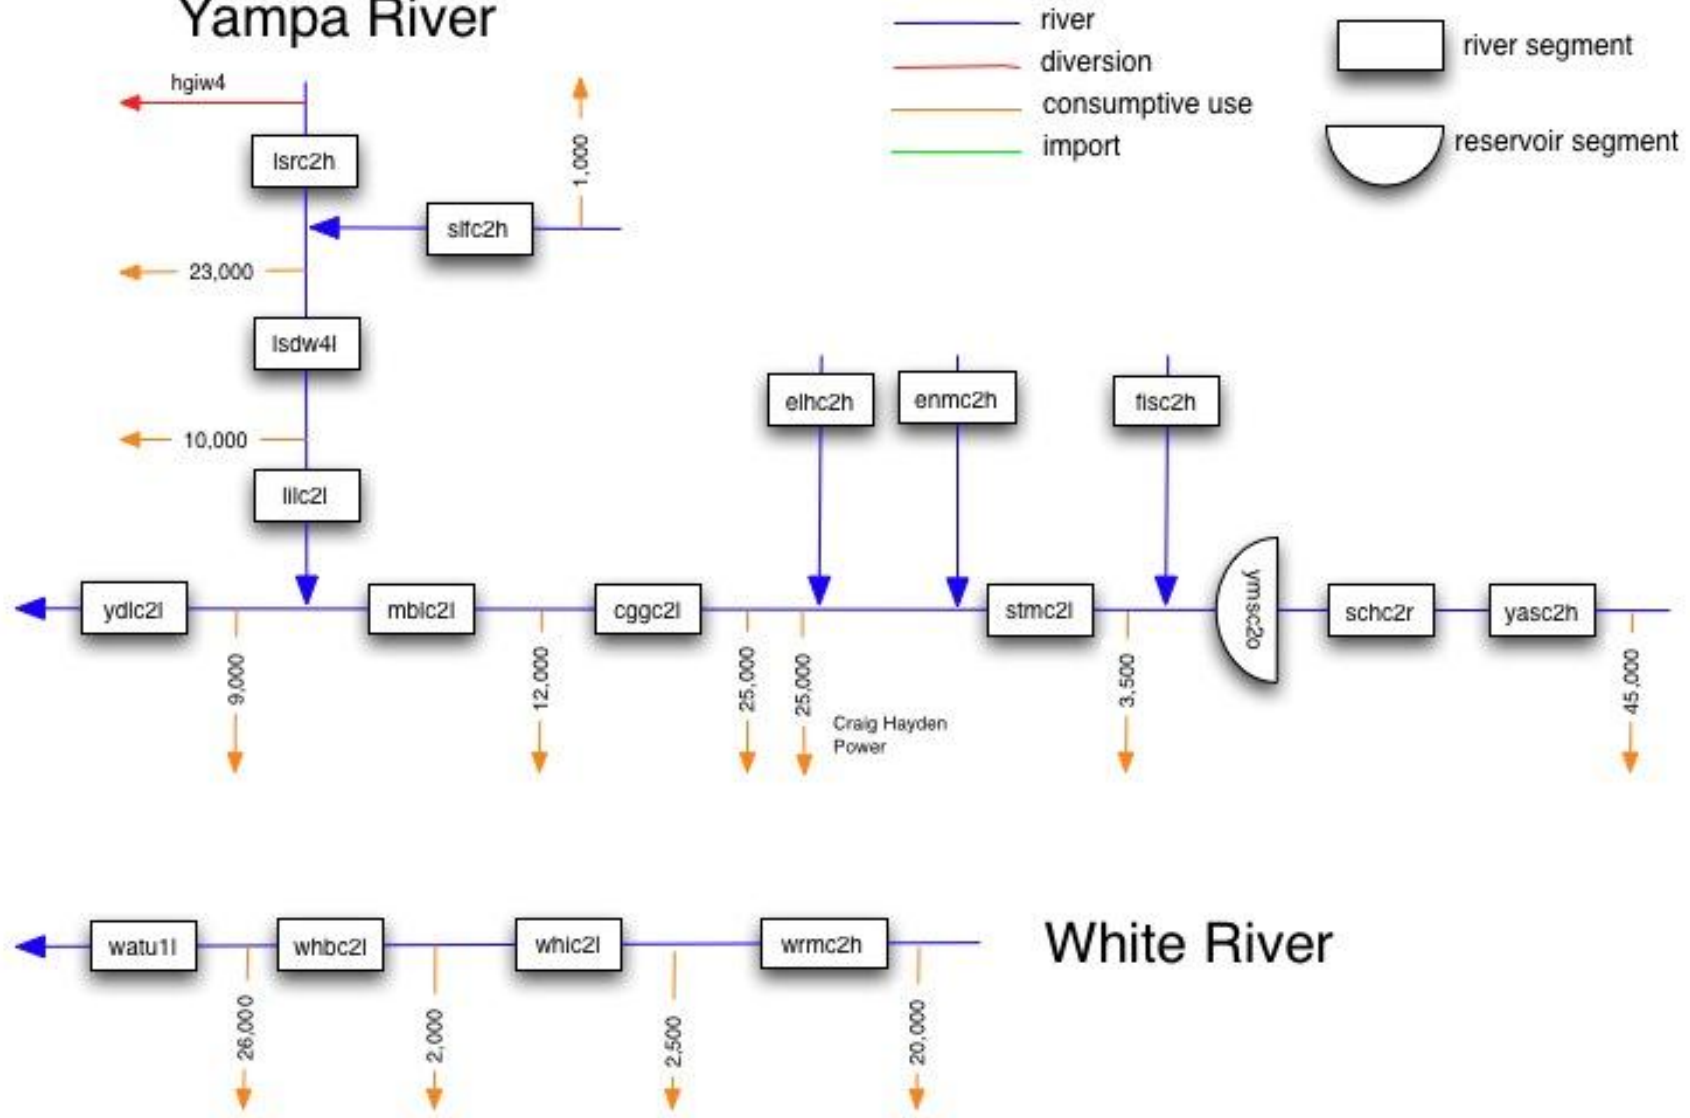 Yampa River
river
diversion
consumptive use
import
river segment
reservoir segment
hgiw4
lsrc2h
1,000
slfc2h
23,000
lsdw4l
10,000
lilc2l
elhc2h
enmc2h
fisc2h
ydlc2l
mblc2l
cggc2l
stmc2l
ymsc2o
schc2r
yasc2h
9,000
12,000
25,000
25,000
Craig Hayden
Power
3,500
45,000
watu1l
whbc2l
whic2l
wrmc2h
White River
26,000
2,000
2,500
20,000